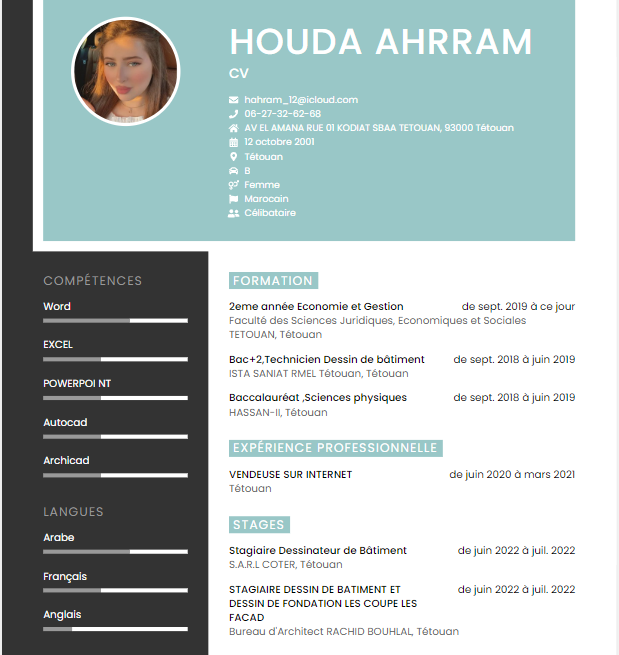 HOUDA AHRRAM
CV
hahram_12@icloud.com
06-27-32-62-68
AV EL AMANA RUE 01 KODIAT SBAA TETOUAN, 93000 Tétouan
12 octobre 2001
Tétouan
B
Femme
Marocain
Célibataire
COMPÉTENCES
Word
EXCEL
POWERPOI NT
Autocad
Archicad
LANGUES
Arabe
Français
Anglais
FORMATION
2eme année Economie et Gestion de sept. 2019 à ce jour
Faculté des Sciences Juridiques, Economiques et Sociales
TETOUAN, Tétouan
Bac+2,Technicien Dessin de bâtiment de sept. 2018 à juin 2019
ISTA SANIAT RMEL Tétouan, Tétouan
Baccalauréat ,Sciences physiques de sept. 2018 à juin 2019
HASSAN-II, Tétouan
EXPÉRIENCE PROFESSIONNELLE
VENDEUSE SUR INTERNET de juin 2020 à mars 2021
Tétouan
STAGES
Stagiaire Dessinateur de Bâtiment de juin 2022 à juil. 2022
S.A.R.L COTER, Tétouan
STAGIAIRE DESSIN DE BATIMENT ET de juin 2022 à juil. 2022
DESSIN DE FONDATION LES COUPE LES
FACAD
Bureau d'Architect RACHID BOUHLAL, Tétouan